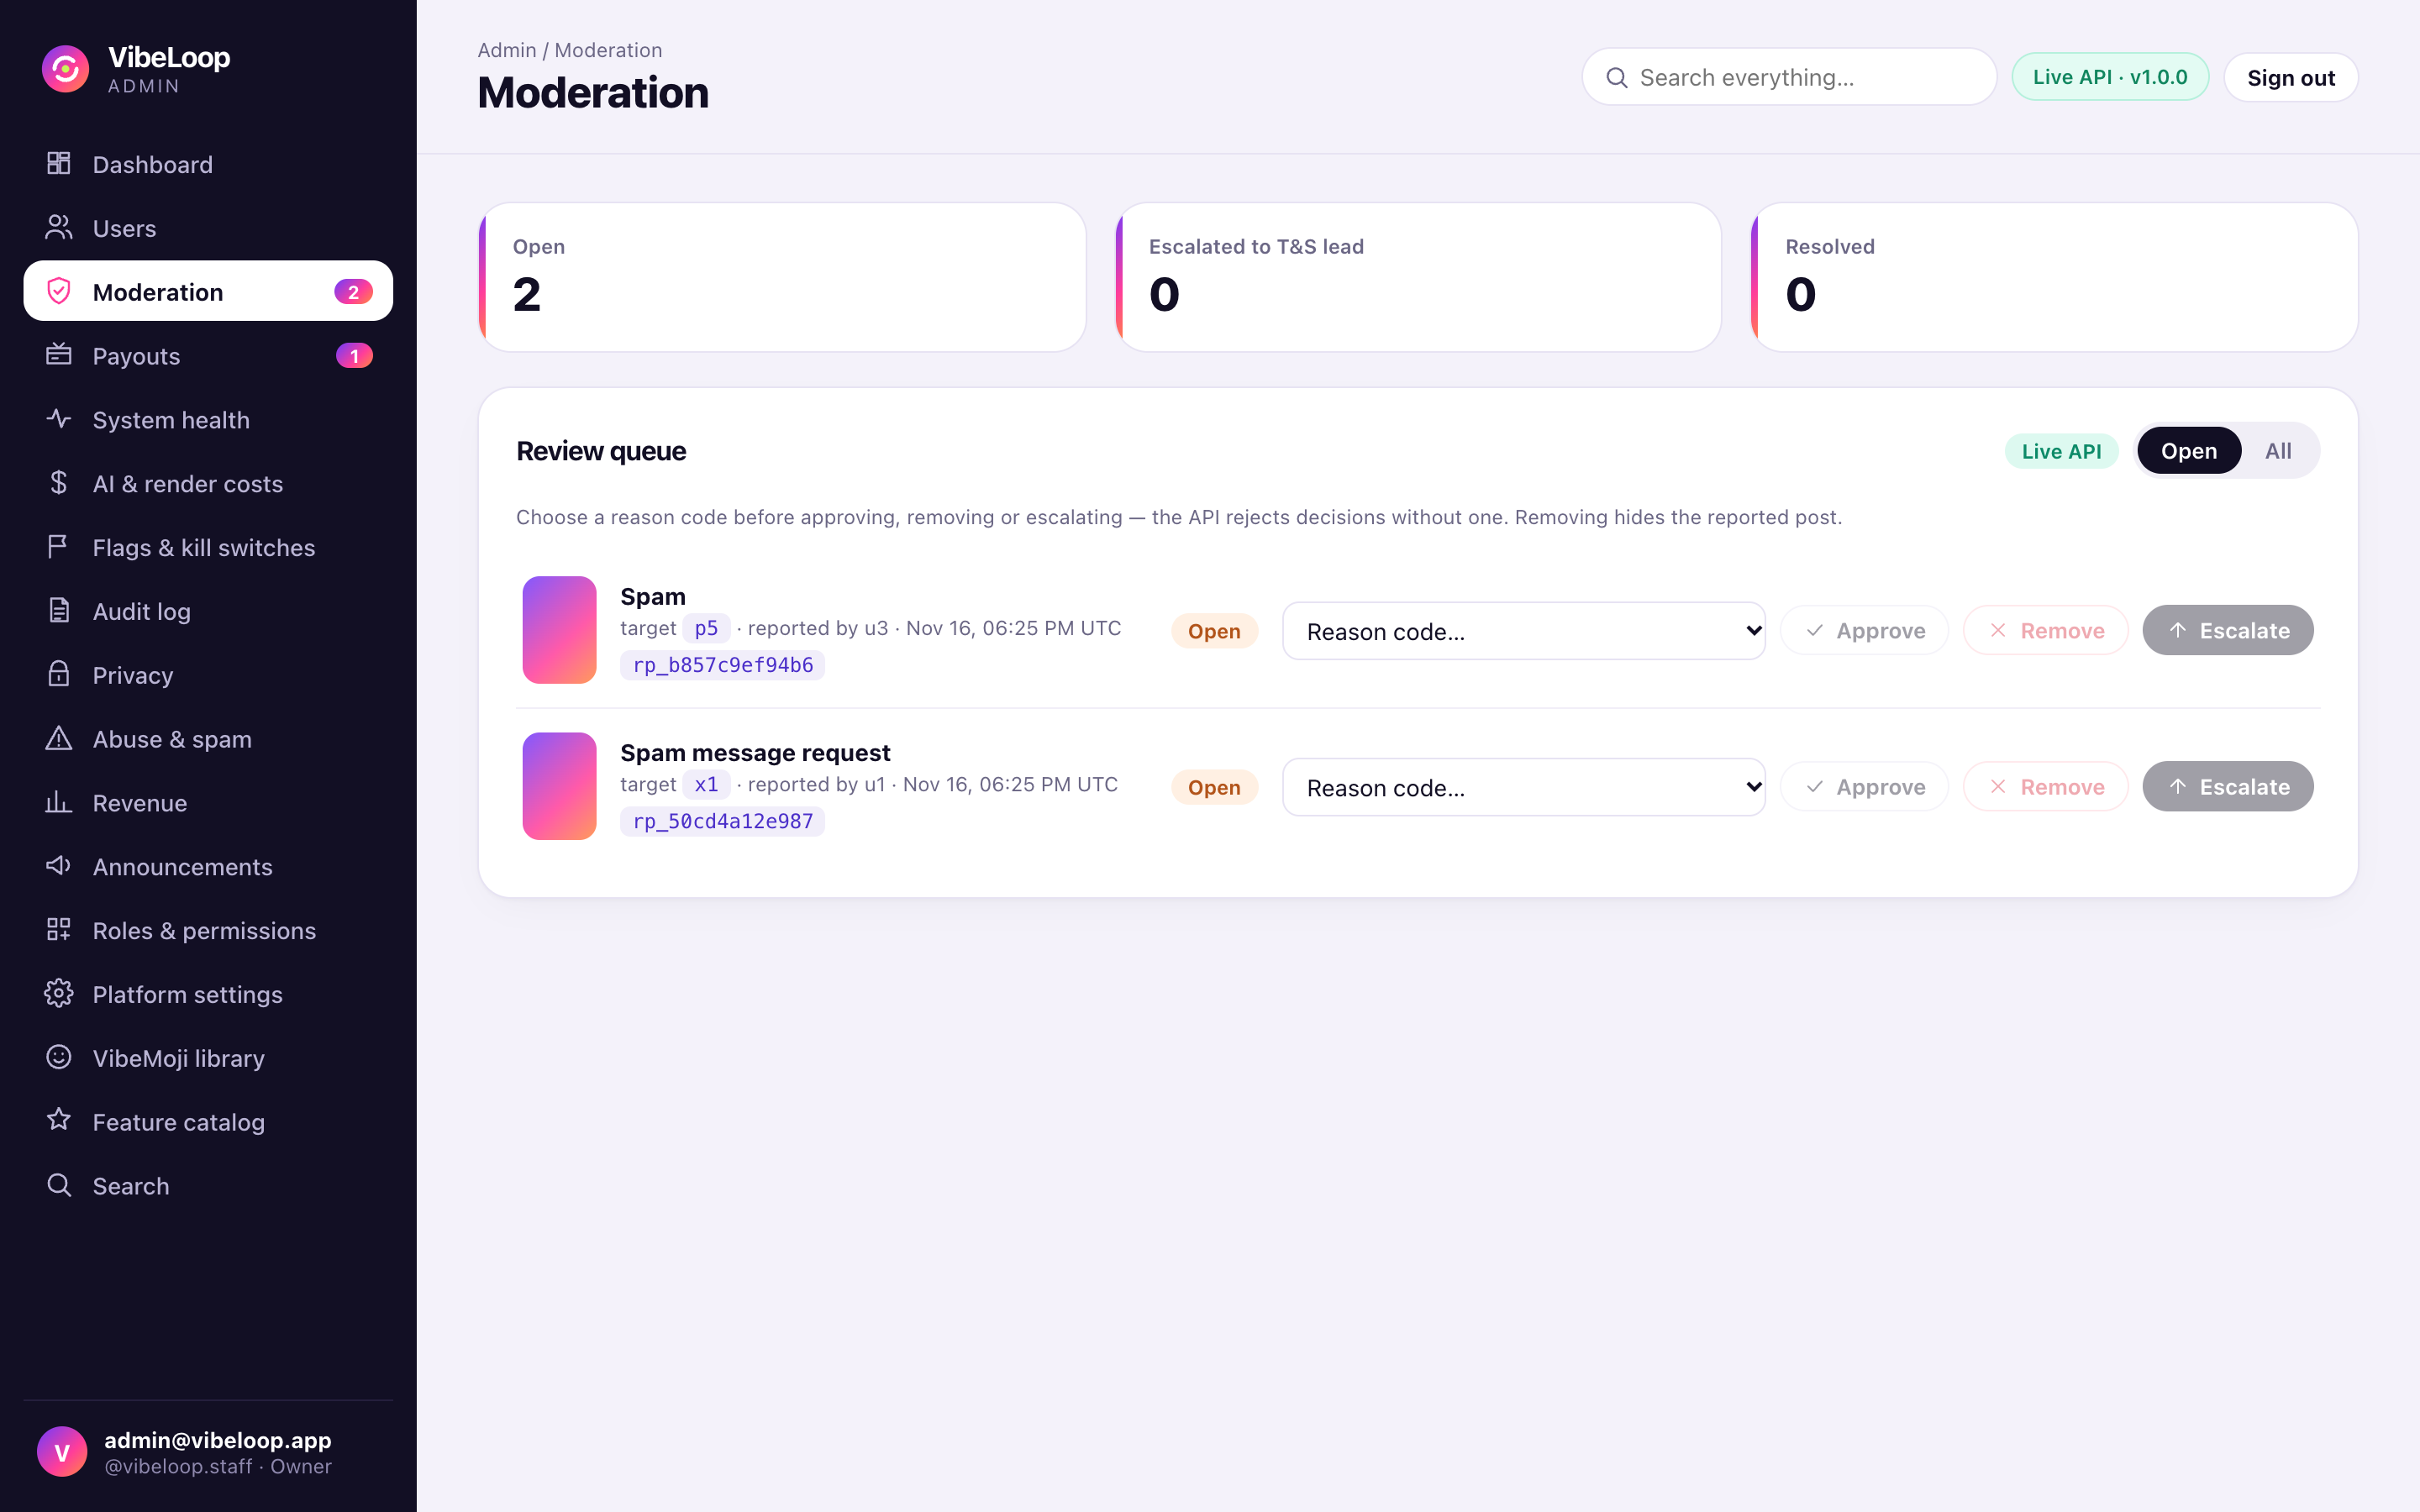 VibeLoop
ADMIN
Dashboard
Users
Moderation 2
Payouts 1
System health
AI & render costs
Flags & kill switches
Audit log
Privacy
Abuse & spam
Revenue
Announcements
Roles & permissions
Platform settings
VibeMoji library
Feature catalog
Search
V
admin@vibeloop.app
@vibeloop.staff · Owner
Admin / Moderation
Moderation
Search everything...
Live API · v1.0.0
Sign out
Open
2
Escalated to T&S lead
0
Resolved
0
Review queue
Live API
Open
All
Choose a reason code before approving, removing or escalating — the API rejects decisions without one. Removing hides the reported post.
Spam
target p5 · reported by u3 · Nov 16, 06:25 PM UTC
rp_b857c9ef94b6
Open
Reason code...
Approve
Remove
Escalate
Spam message request
target x1 · reported by u1 · Nov 16, 06:25 PM UTC
rp_50cd4a12e987
Open
Reason code...
Approve
Remove
Escalate